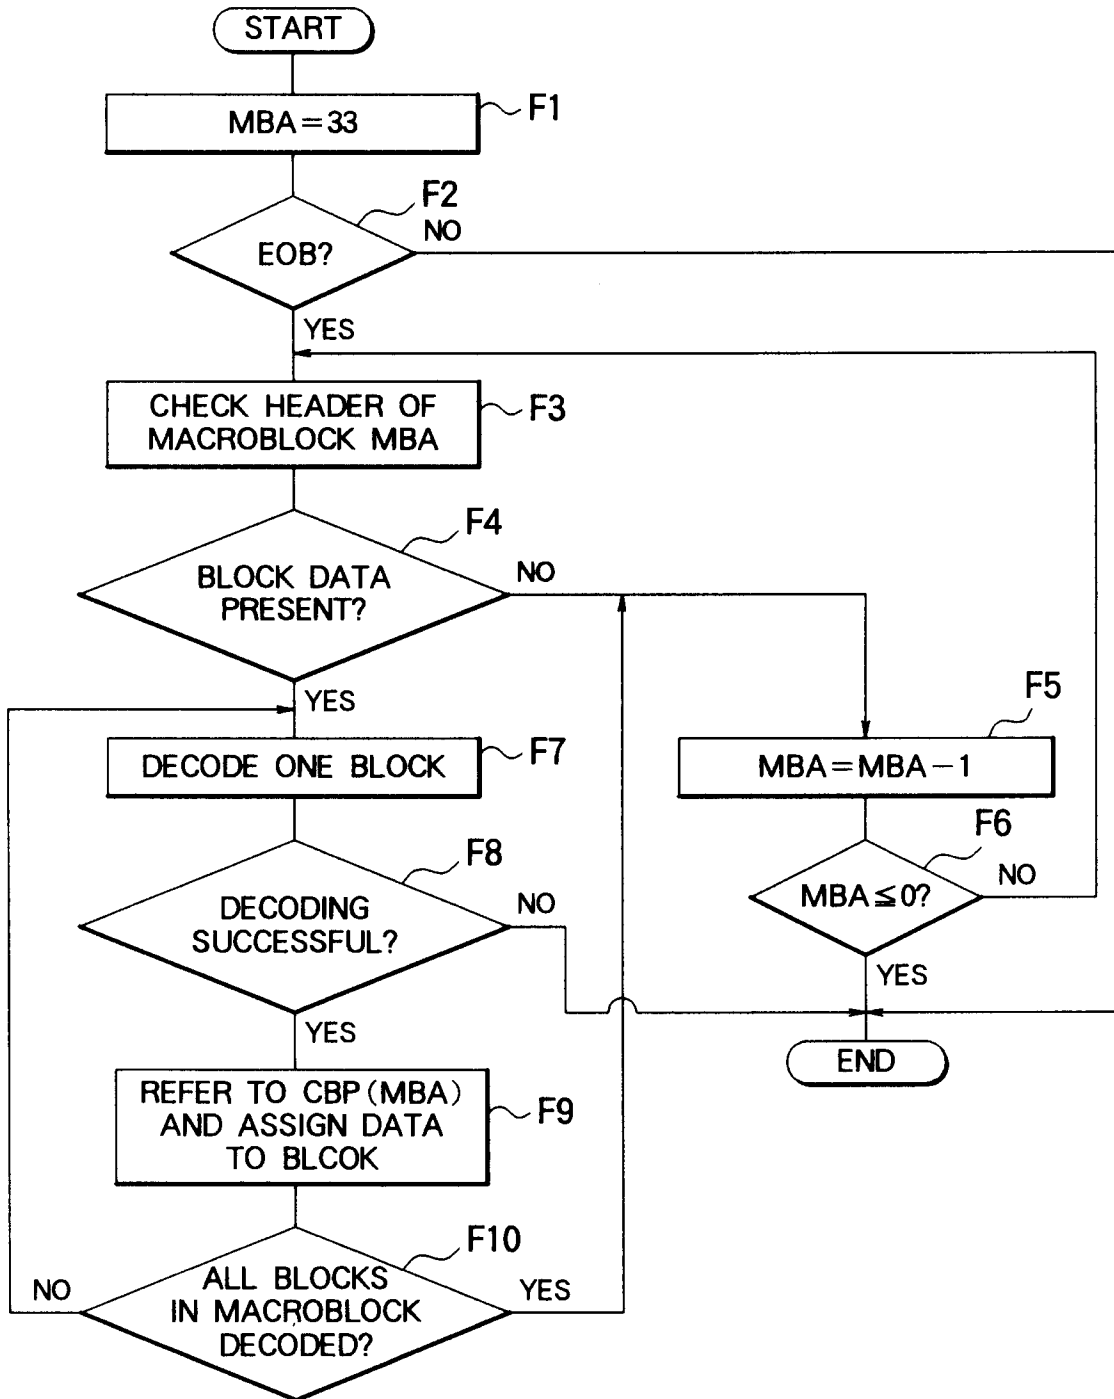 START
MBA=33
F1
F2
EOB?
NO
YES
CHECK HEADER OF
MACROBLOCK MBA
F3
F4
BLOCK DATA
PRESENT?
NO
YES
F5
DECODE ONE BLOCK
F7
MBA=MBA-1
F6
F8
MBA≦0?
NO
DECODING
SUCCESSFUL?
NO
YES
YES
END
REFER TO CBP (MBA)
AND ASSIGN DATA
TO BLCOK
F9
F10
NO
ALL BLOCKS
IN MACROBLOCK
DECODED?
YES